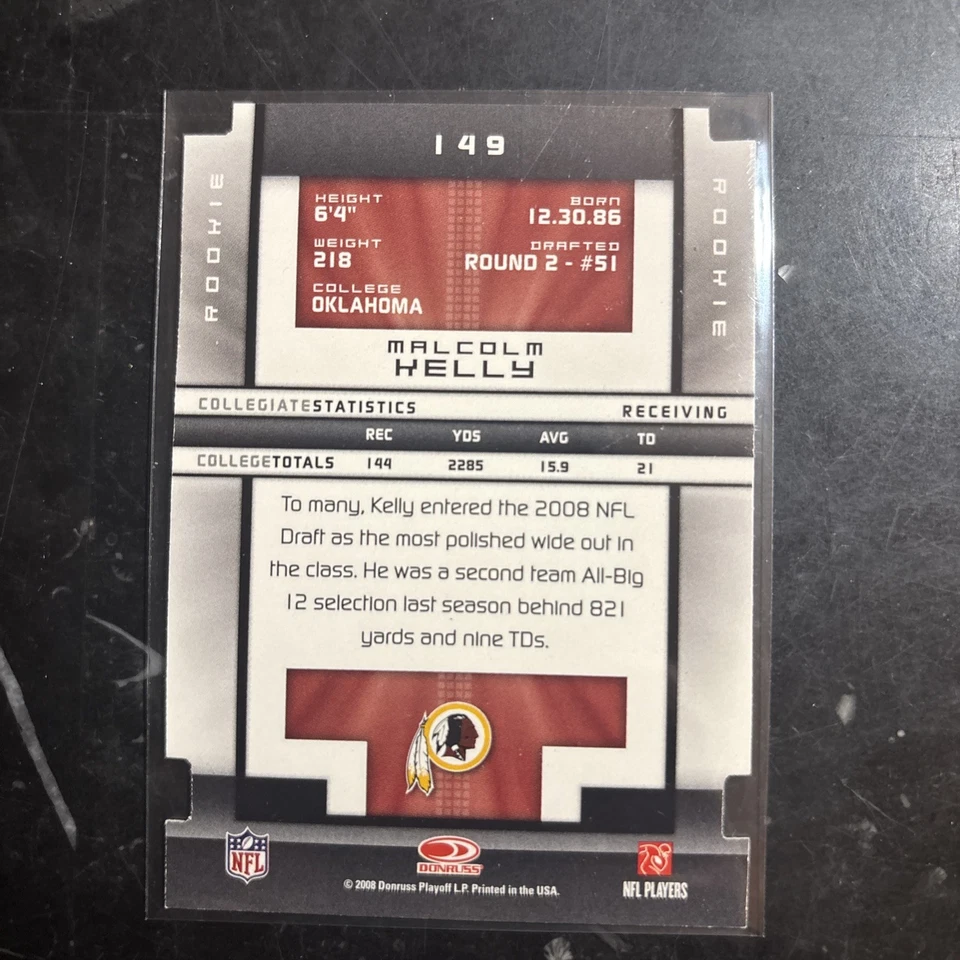 149
ROOKIE
ROOKIE
HEIGHT
6'4"
BORN
12.30.86
WEIGHT
218
DRAFTED
ROUND 2 - #51
COLLEGE
OKLAHOMA
MALCOLM
KELLY
COLLEGIATESTATISTICS RECEIVING
REC YDS AVG TD
COLLEGETOTALS 144 2285 15.9 21
To many, Kelly entered the 2008 NFL
Draft as the most polished wide out in
the class. He was a second team All-Big
12 selection last season behind 821
yards and nine TDs.
NFL
DONRUSS
© 2008 Donruss Playoff L.P. Printed in the USA.
NFL PLAYERS